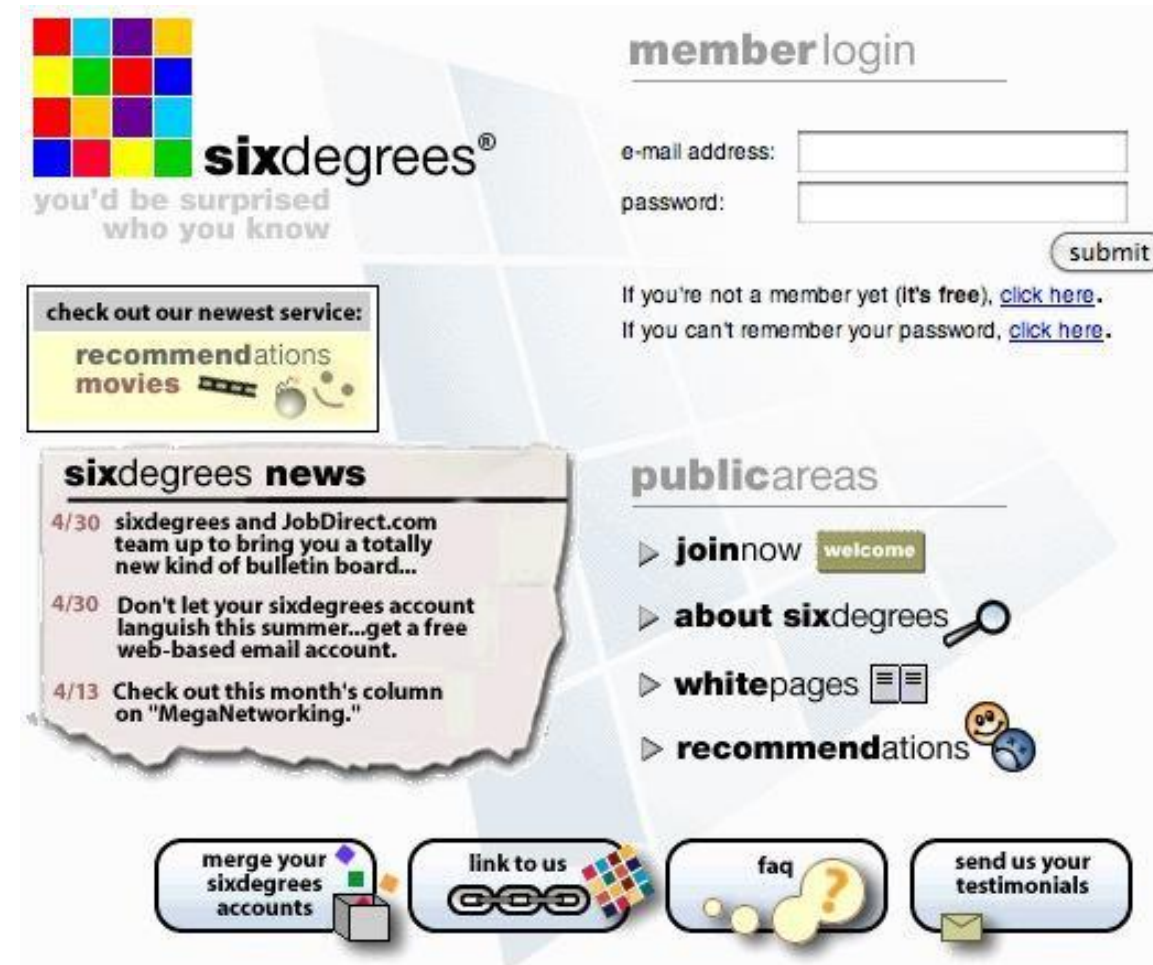 sixdegrees®
you'd be surprised
who you know
memberlogin
e-mail address:
password:
submit
If you're not a member yet (it's free), click here.
If you can't remember your password, click here.
check out our newest service:
recommendations
movies
sixdegrees news
4/30 sixdegrees and JobDirect.com
team up to bring you a totally
new kind of bulletin board...
4/30 Don't let your sixdegrees account
languish this summer...get a free
web-based email account.
4/13 Check out this month's column
on "MegaNetworking."
publicareas
joinnow welcome
about sixdegrees
whitepages
recommendations
merge your
sixdegrees
accounts
link to us
faq
?
send us your
testimonials